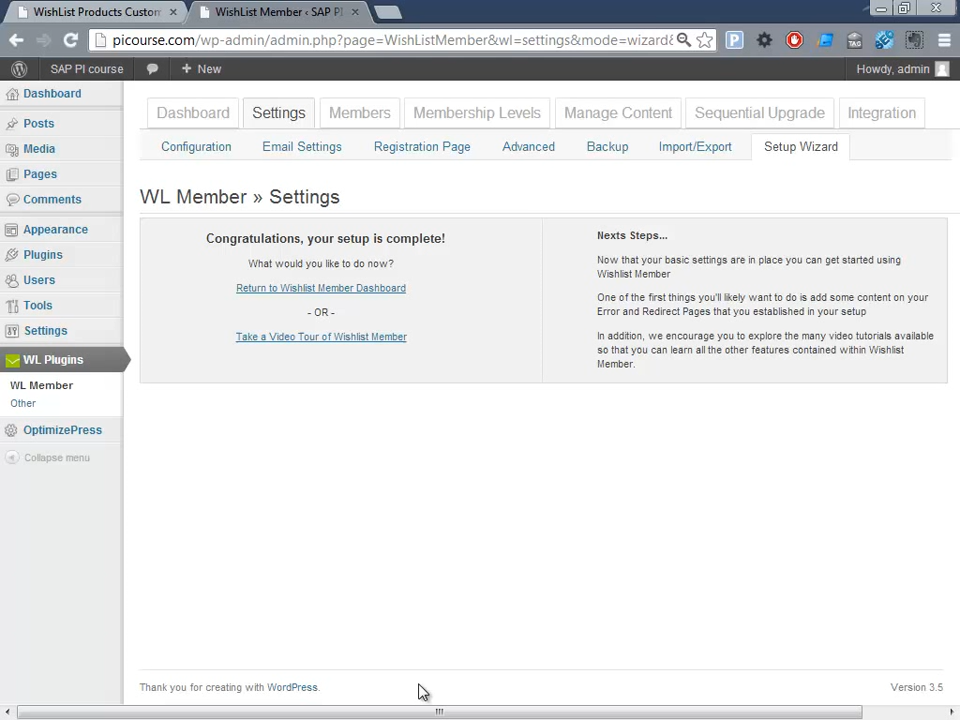 WishList Products Custom
WishList Member ‹ SAP PI
picourse.com/wp-admin/admin.php?page=WishListMember&wl=settings&mode=wizard&
SAP PI course
+ New
Howdy, admin
Dashboard
Posts
Media
Pages
Comments
Appearance
Plugins
Users
Tools
Settings
WL Plugins
WL Member
Other
OptimizePress
Collapse menu
Dashboard Settings Members Membership Levels Manage Content Sequential Upgrade Integration
Configuration Email Settings Registration Page Advanced Backup Import/Export Setup Wizard
WL Member » Settings
Congratulations, your setup is complete!
What would you like to do now?
Return to Wishlist Member Dashboard
- OR -
Take a Video Tour of Wishlist Member
Nexts Steps...
Now that your basic settings are in place you can get started using
Wishlist Member
One of the first things you'll likely want to do is add some content on your
Error and Redirect Pages that you established in your setup
In addition, we encourage you to explore the many video tutorials available
so that you can learn all the other features contained within Wishlist
Member.
Thank you for creating with WordPress.
Version 3.5